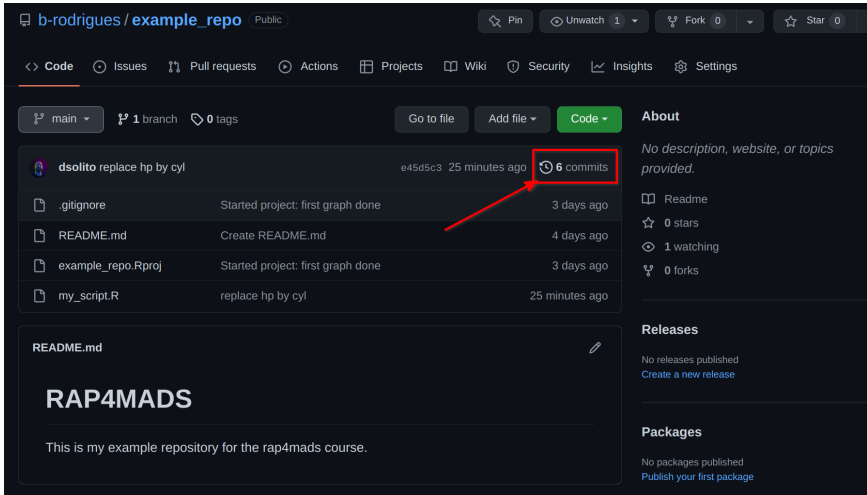 b-rodrigues / example_repo Public Pin Unwatch 1 Fork 0 Star 0
Code Issues Pull requests Actions Projects Wiki Security Insights Settings
main 1 branch 0 tags Go to file Add file Code
dsolito replace hp by cyl e45d5c3 25 minutes ago 6 commits
.gitignore Started project: first graph done 3 days ago
README.md Create README.md 4 days ago
example_repo.Rproj Started project: first graph done 3 days ago
my_script.R replace hp by cyl 25 minutes ago
README.md
RAP4MADS
This is my example repository for the rap4mads course.
About
No description, website, or topics
provided.
Readme
0 stars
1 watching
0 forks
Releases
No releases published
Create a new release
Packages
No packages published
Publish your first package